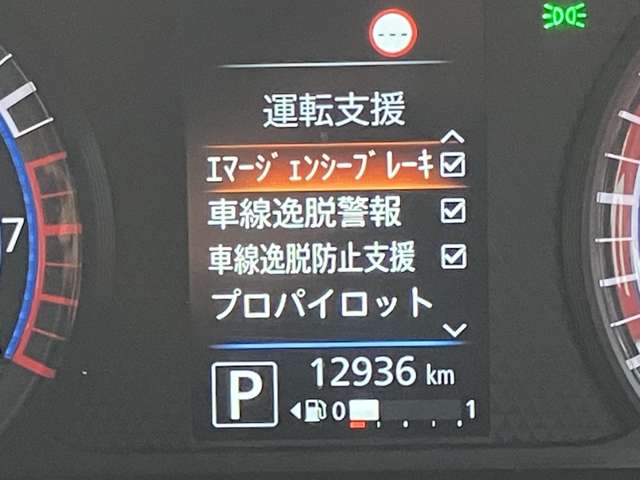 ---
運転支援
ｴﾏｰｼﾞｪﾝｼｰﾌﾞﾚｰｷ
車線逸脱警報
車線逸脱防止支援
プロパイロット
P
12936 km
0 1
7